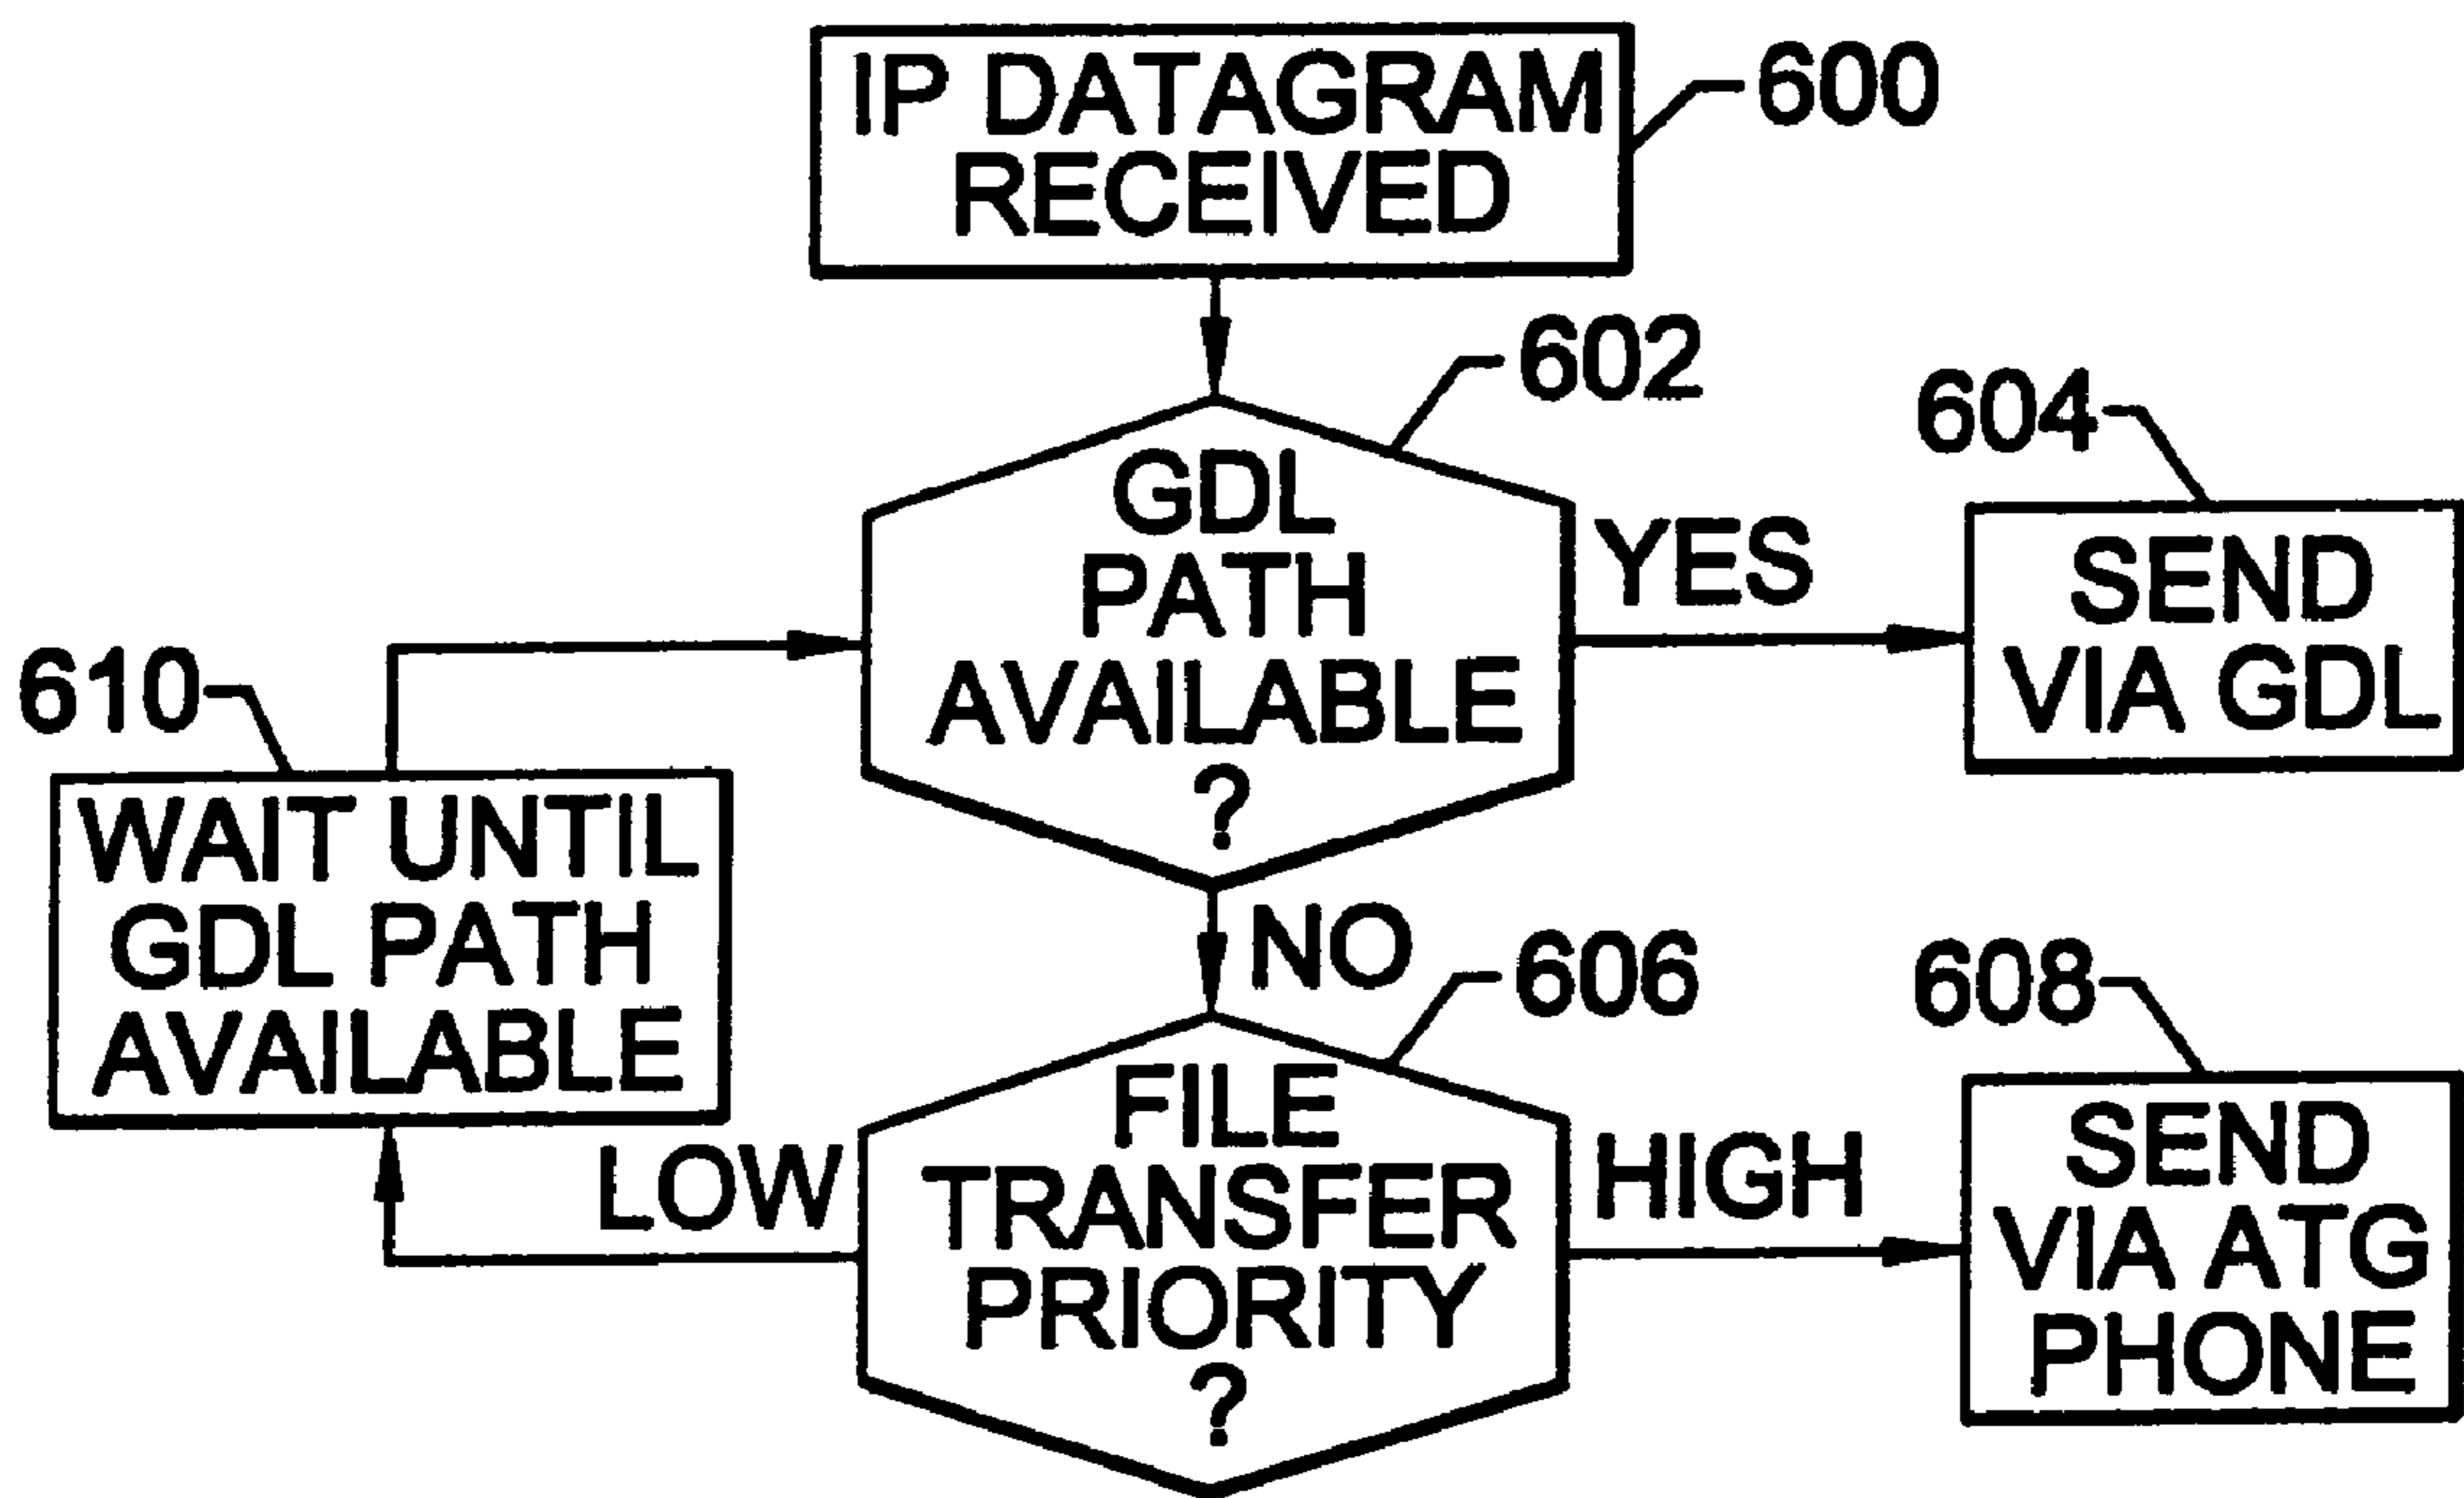 IP DATAGRAM
RECEIVED
600
602
GDL
PATH
AVAILABLE
?
YES
604
SEND
VIA GDL
610
WAIT UNTIL
GDL PATH
AVAILABLE
NO
606
FILE
TRANSFER
PRIORITY
?
LOW
HIGH
608
SEND
VIA ATG
PHONE